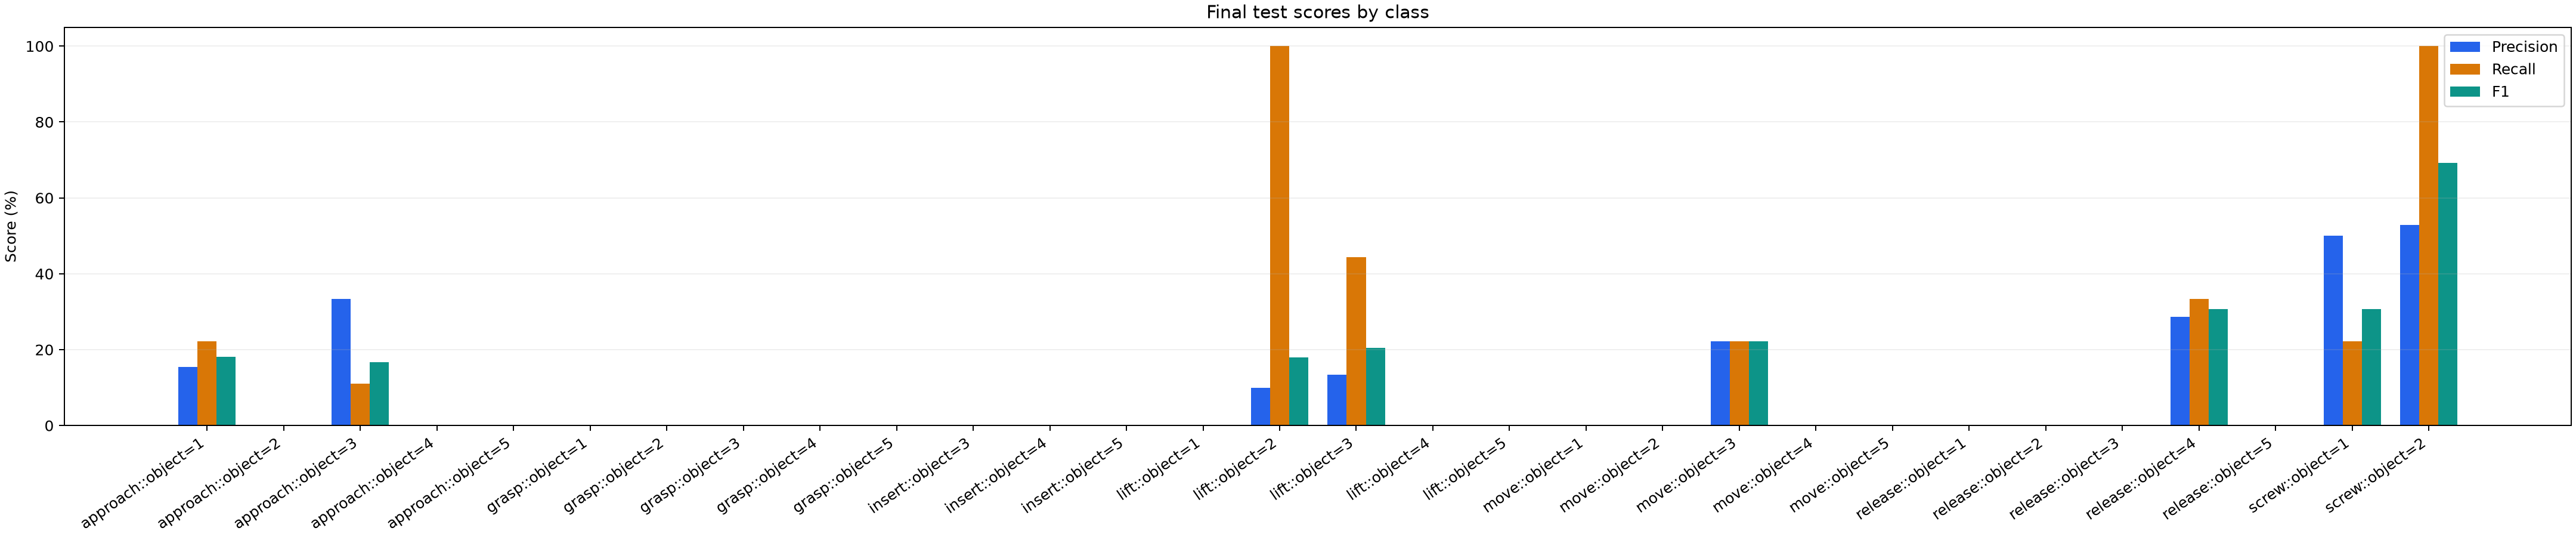 Final test scores by class
Precision
Recall
F1
Score (%)
100
80
60
40
20
0
approach::object=1
approach::object=2
approach::object=3
approach::object=4
approach::object=5
grasp::object=1
grasp::object=2
grasp::object=3
grasp::object=4
grasp::object=5
insert::object=3
insert::object=4
insert::object=5
lift::object=1
lift::object=2
lift::object=3
lift::object=4
lift::object=5
move::object=1
move::object=2
move::object=3
move::object=4
move::object=5
release::object=1
release::object=2
release::object=3
release::object=4
release::object=5
screw::object=1
screw::object=2